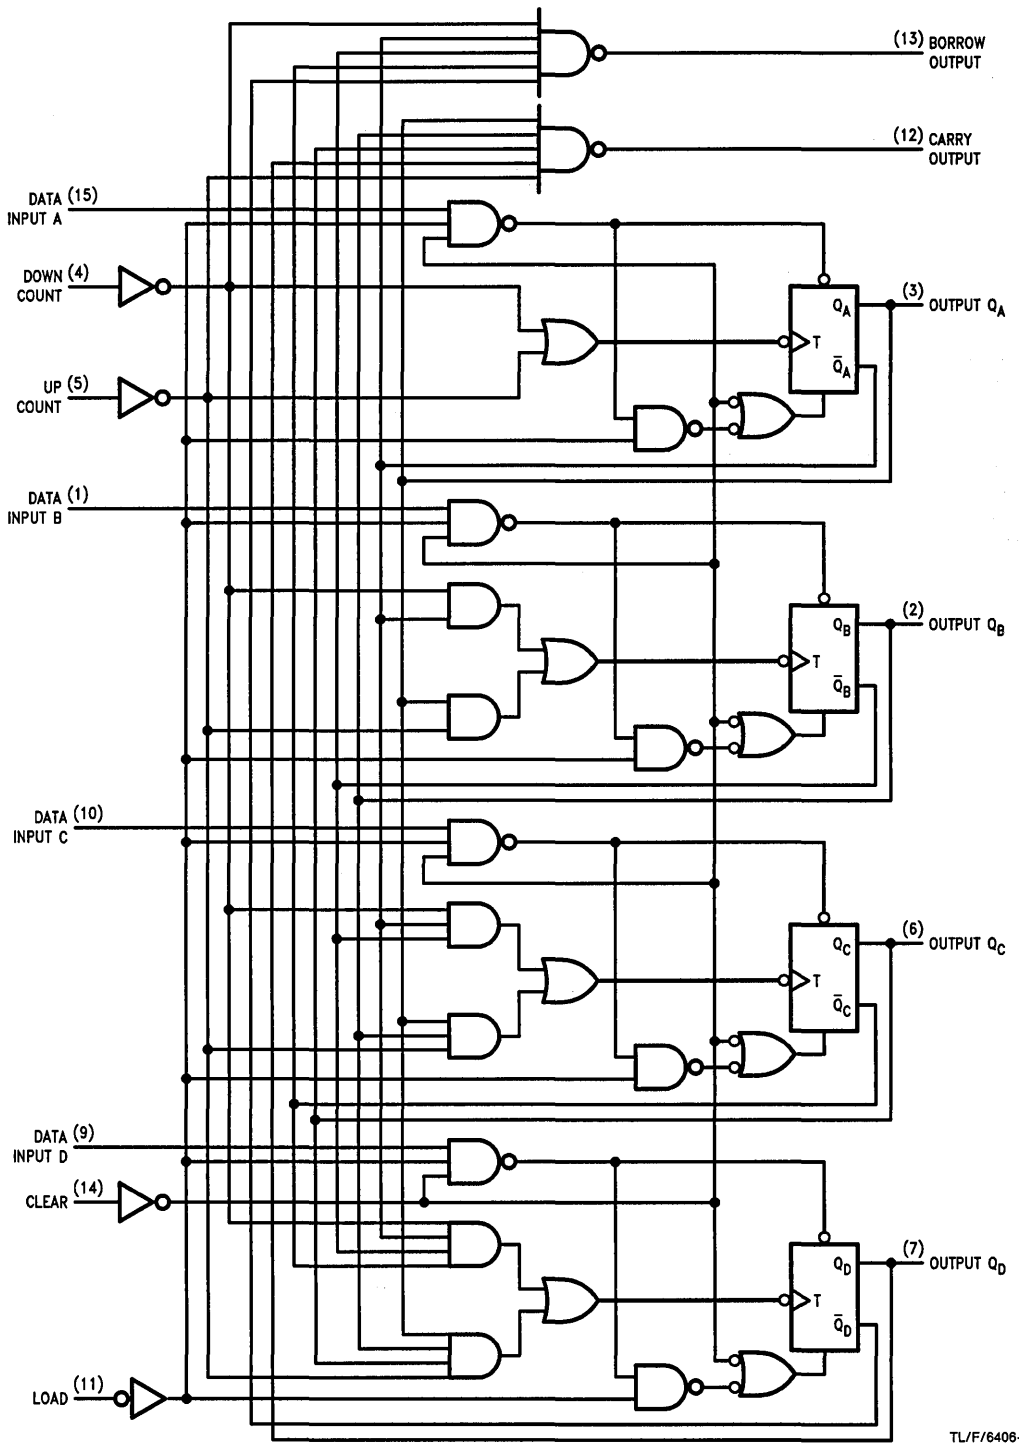 (13) BORROW
OUTPUT
(12) CARRY
OUTPUT
DATA (15)
INPUT A
DOWN (4)
COUNT
Q_A
(3) OUTPUT Q_A
T
Q̅_A
UP (5)
COUNT
DATA (1)
INPUT B
Q_B
(2) OUTPUT Q_B
T
Q̅_B
DATA (10)
INPUT C
Q_C
(6) OUTPUT Q_C
T
Q̅_C
DATA (9)
INPUT D
CLEAR (14)
Q_D
(7) OUTPUT Q_D
T
Q̅_D
LOAD (11)
TL/F/6406-